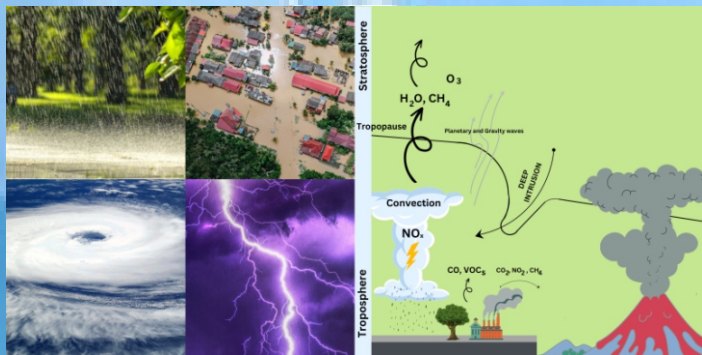 Stratosphere
O₃
H₂O, CH₄
Tropopause
Planetary and Gravity waves
DEEP
INTRUSION
Convection
NOₓ
Troposphere
CO, VOCs
CO₂, NO₂, CH₄